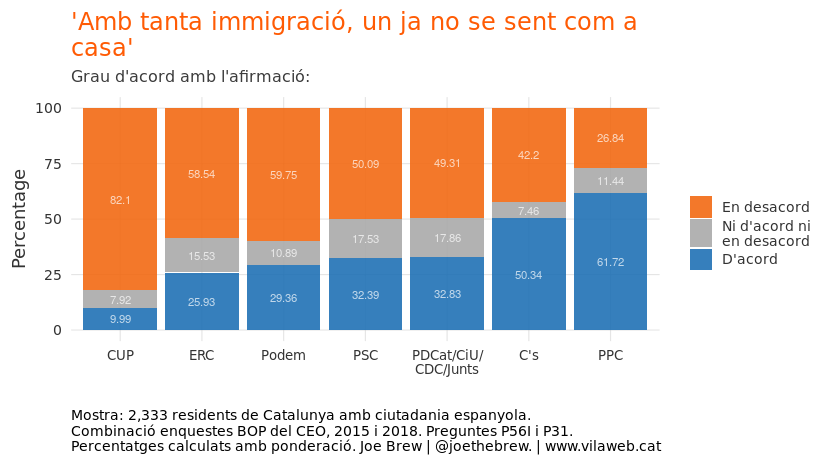 'Amb tanta immigració, un ja no se sent com a
casa'
Grau d'acord amb l'afirmació:
Percentage
100
75
50
25
0
82.1
7.92
9.99
58.54
15.53
25.93
59.75
10.89
29.36
50.09
17.53
32.39
49.31
17.86
32.83
42.2
7.46
50.34
26.84
11.44
61.72
CUP
ERC
Podem
PSC
PDCat/CiU/
CDC/Junts
C's
PPC
En desacord
Ni d'acord ni
en desacord
D'acord
Mostra: 2,333 residents de Catalunya amb ciutadania espanyola.
Combinació enquestes BOP del CEO, 2015 i 2018. Preguntes P56I i P31.
Percentatges calculats amb ponderació. Joe Brew | @joethebrew. | www.vilaweb.cat